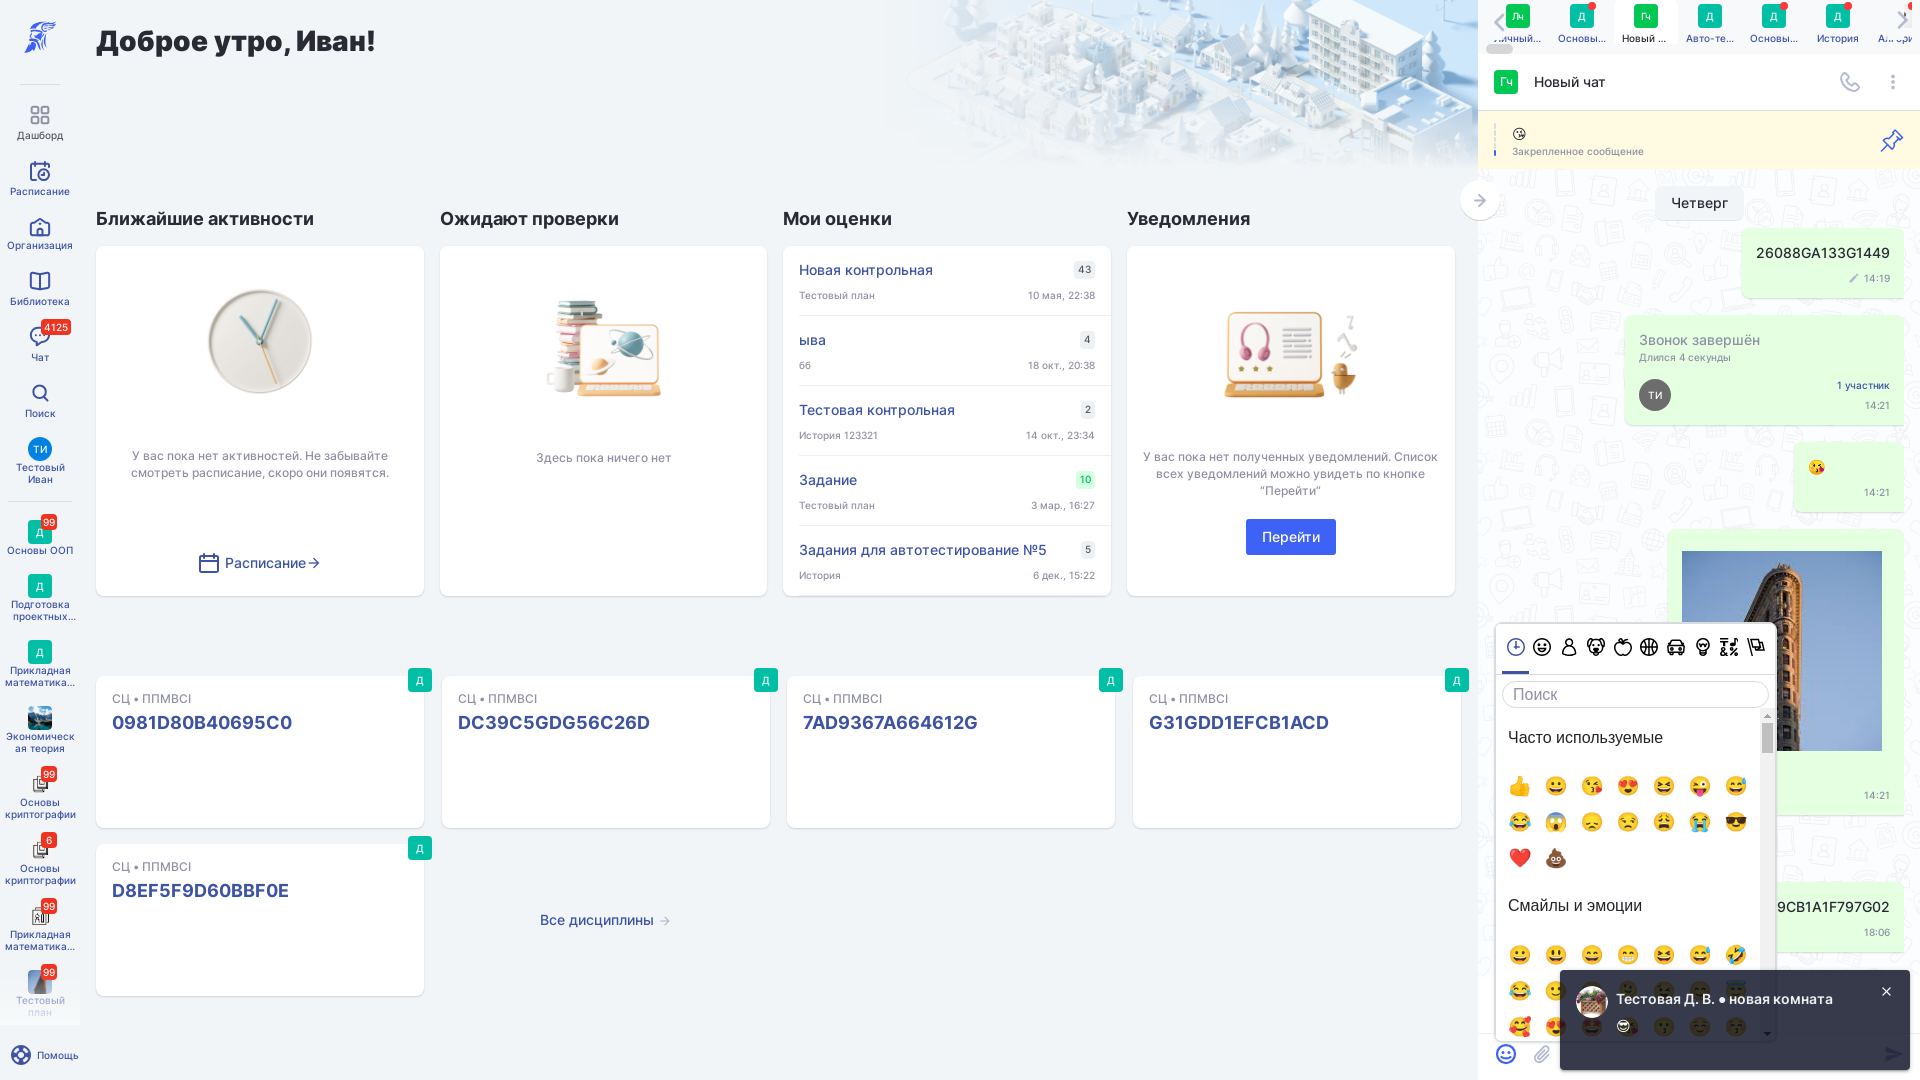 Доброе утро, Иван!
Дашборд
Расписание
Организация
Библиотека
4125
Чат
Поиск
ТИ
Тестовый
Иван
99
Д
Основы ООП
Д
Подготовка
проектных...
Д
Прикладная
математика...
Экономическ
ая теория
99
Основы
криптографии
6
Основы
криптографии
99
Прикладная
математика...
99
Тестовый
план
Помощь
Ближайшие активности
У вас пока нет активностей. Не забывайте
смотреть расписание, скоро они появятся.
Расписание
Ожидают проверки
Здесь пока ничего нет
Мои оценки
Новая контрольная
43
Тестовый план
10 мая, 22:38
ыва
4
66
18 окт., 20:38
Тестовая контрольная
2
История 123321
14 окт., 23:34
Задание
10
Тестовый план
3 мар., 16:27
Задания для автотестирование №5
5
История
6 дек., 15:22
Уведомления
У вас пока нет полученных уведомлений. Список
всех уведомлений можно увидеть по кнопке
“Перейти”
Перейти
Д
СЦ • ППМВСІ
0981D80B40695C0
Д
СЦ • ППМВСІ
DC39C5GDG56C26D
Д
СЦ • ППМВСІ
7AD9367A664612G
Д
СЦ • ППМВСІ
G31GDD1EFCB1ACD
Д
СЦ • ППМВСІ
D8EF5F9D60BBF0E
Все дисциплины
Лч
Личный...
Д
Основы...
Гч
Новый ...
Д
Авто-те...
Д
Основы...
Д
История
Гч
Новый чат
😘
Закрепленное сообщение
Четверг
26088GA133G1449
14:19
Звонок завершён
Длился 4 секунды
ТИ
1 участник
14:21
😘
14:21
14:21
9CB1A1F797G02
18:06
Поиск
Часто используемые
Смайлы и эмоции
Тестовая Д. В. ● новая комната
😎